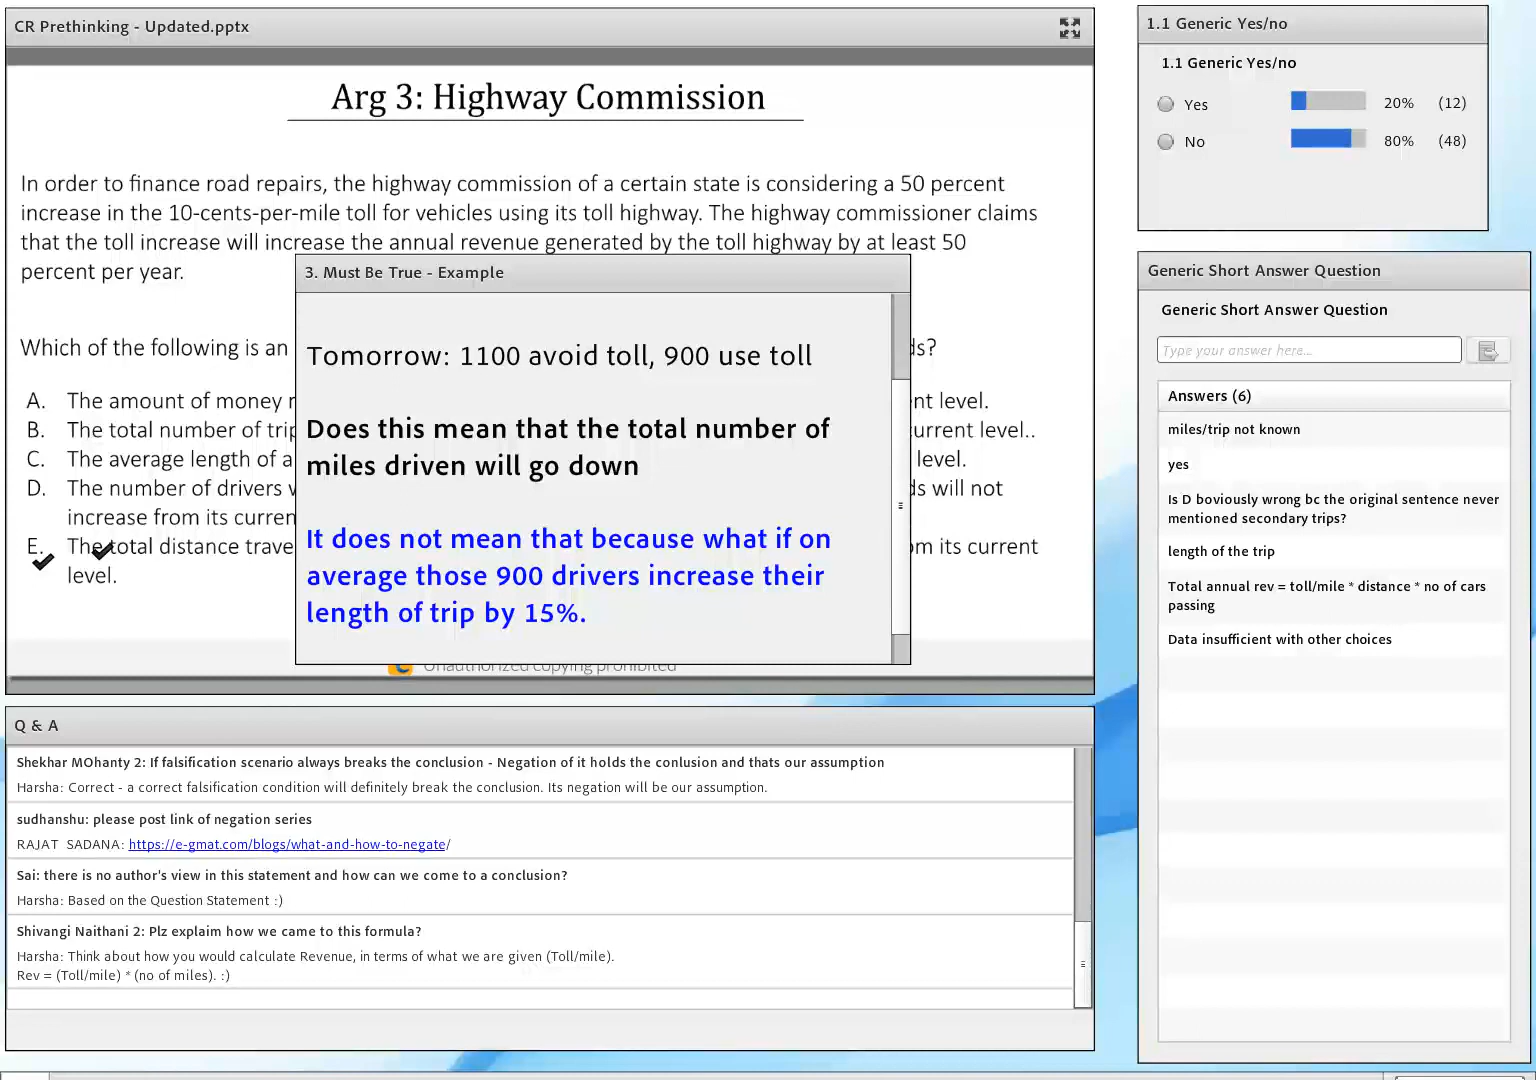 CR Prethinking - Updated.pptx
Arg 3: Highway Commission
In order to finance road repairs, the highway commission of a certain state is considering a 50 percent
increase in the 10-cents-per-mile toll for vehicles using its toll highway. The highway commissioner claims
that the toll increase will increase the annual revenue generated by the toll highway by at least 50
percent per year.
Which of the following is an
A. The amount of money nt level.
B. The total number of trip urrent level..
C. The average length of a level.
D. The number of drivers ds will not
increase from its curren
E. The total distance trave om its current
level.
3. Must Be True - Example
Tomorrow: 1100 avoid toll, 900 use toll
Does this mean that the total number of
miles driven will go down
It does not mean that because what if on
average those 900 drivers increase their
length of trip by 15%.
Unauthorized copying prohibited
Q & A
Shekhar MOhanty 2: If falsification scenario always breaks the conclusion - Negation of it holds the conlusion and thats our assumption
Harsha: Correct - a correct falsification condition will definitely break the conclusion. Its negation will be our assumption.
sudhanshu: please post link of negation series
RAJAT SADANA: https://e-gmat.com/blogs/what-and-how-to-negate/
Sai: there is no author's view in this statement and how can we come to a conclusion?
Harsha: Based on the Question Statement :)
Shivangi Naithani 2: Plz explaim how we came to this formula?
Harsha: Think about how you would calculate Revenue, in terms of what we are given (Toll/mile).
Rev = (Toll/mile) * (no of miles). :)
1.1 Generic Yes/no
1.1 Generic Yes/no
Yes 20% (12)
No 80% (48)
Generic Short Answer Question
Generic Short Answer Question
Type your answer here...
Answers (6)
miles/trip not known
yes
Is D boviously wrong bc the original sentence never
mentioned secondary trips?
length of the trip
Total annual rev = toll/mile * distance * no of cars
passing
Data insufficient with other choices